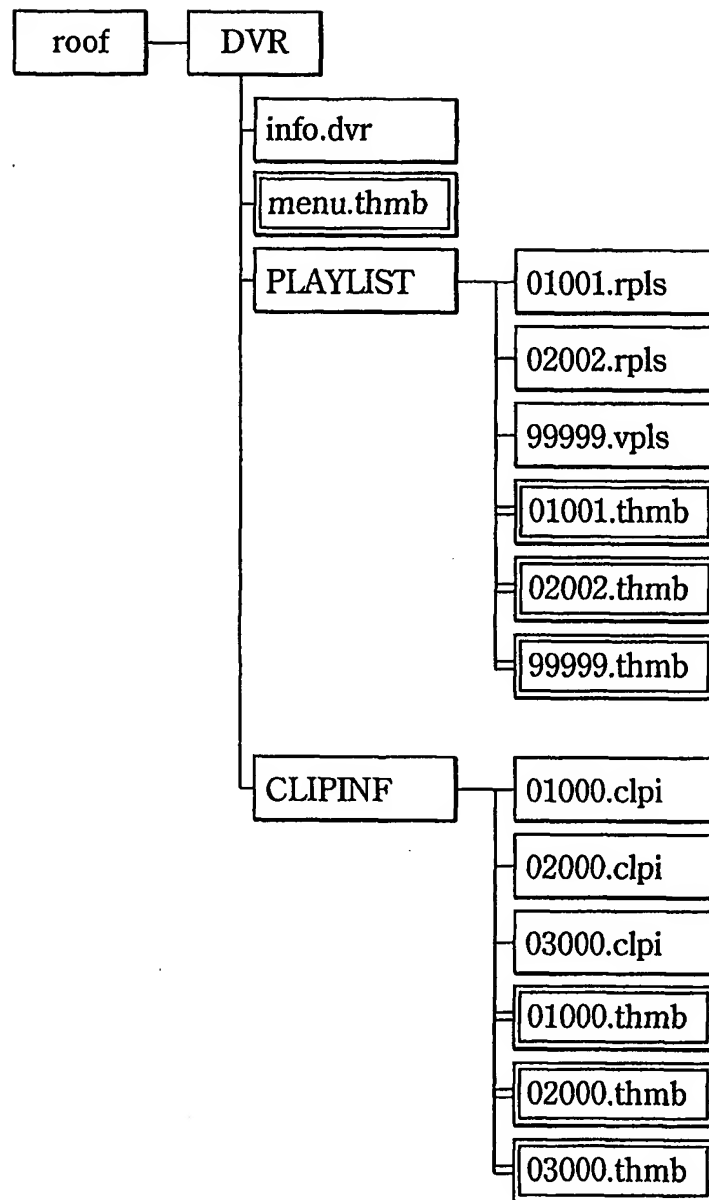 roof DVR
info.dvr
menu.thmb
PLAYLIST 01001.rpls
02002.rpls
99999.vpls
01001.thmb
02002.thmb
99999.thmb
CLIPINF 01000.clpi
02000.clpi
03000.clpi
01000.thmb
02000.thmb
03000.thmb